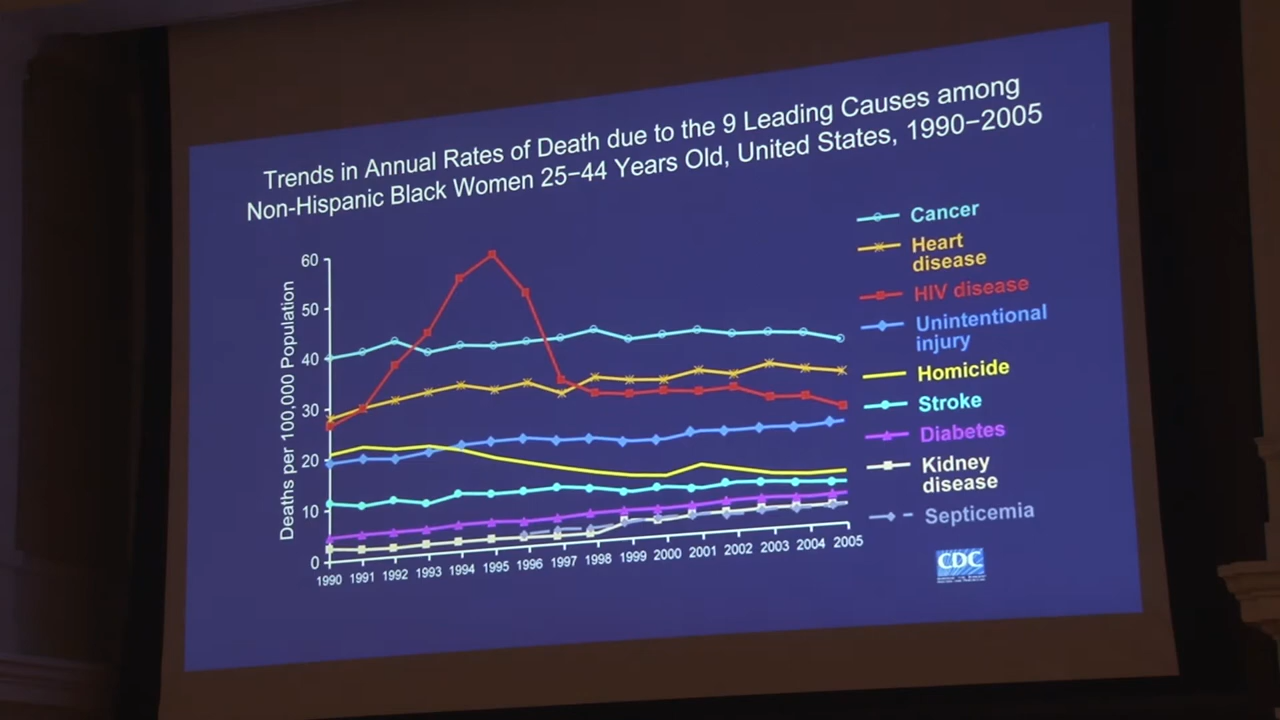 Trends in Annual Rates of Death due to the 9 Leading Causes among
Non-Hispanic Black Women 25−44 Years Old, United States, 1990−2005
Deaths per 100,000 Population
60
50
40
30
20
10
0
1990 1991 1992 1993 1994 1995 1996 1997 1998 1999 2000 2001 2002 2003 2004 2005
Cancer
Heart
disease
HIV disease
Unintentional
injury
Homicide
Stroke
Diabetes
Kidney
disease
Septicemia
CDC